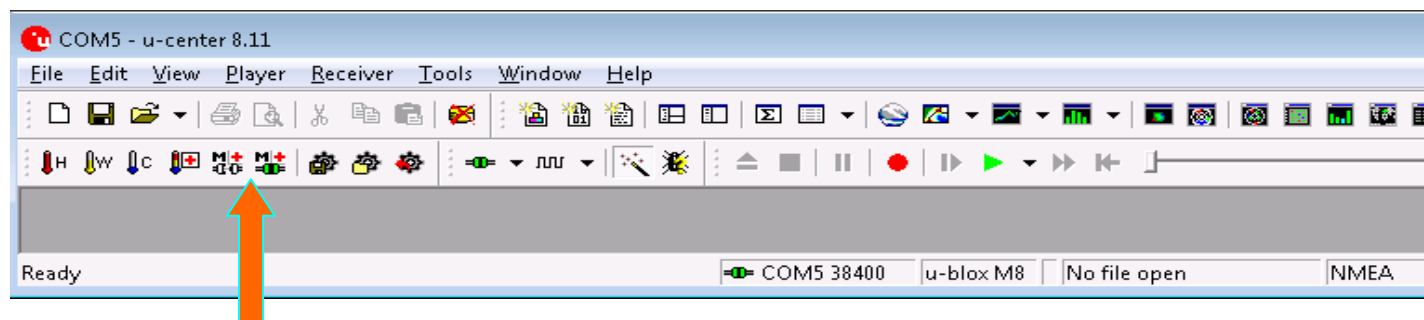 COM5 - u-center 8.11
File Edit View Player Receiver Tools Window Help
H W C
Ready COM5 38400 u-blox M8 No file open NMEA